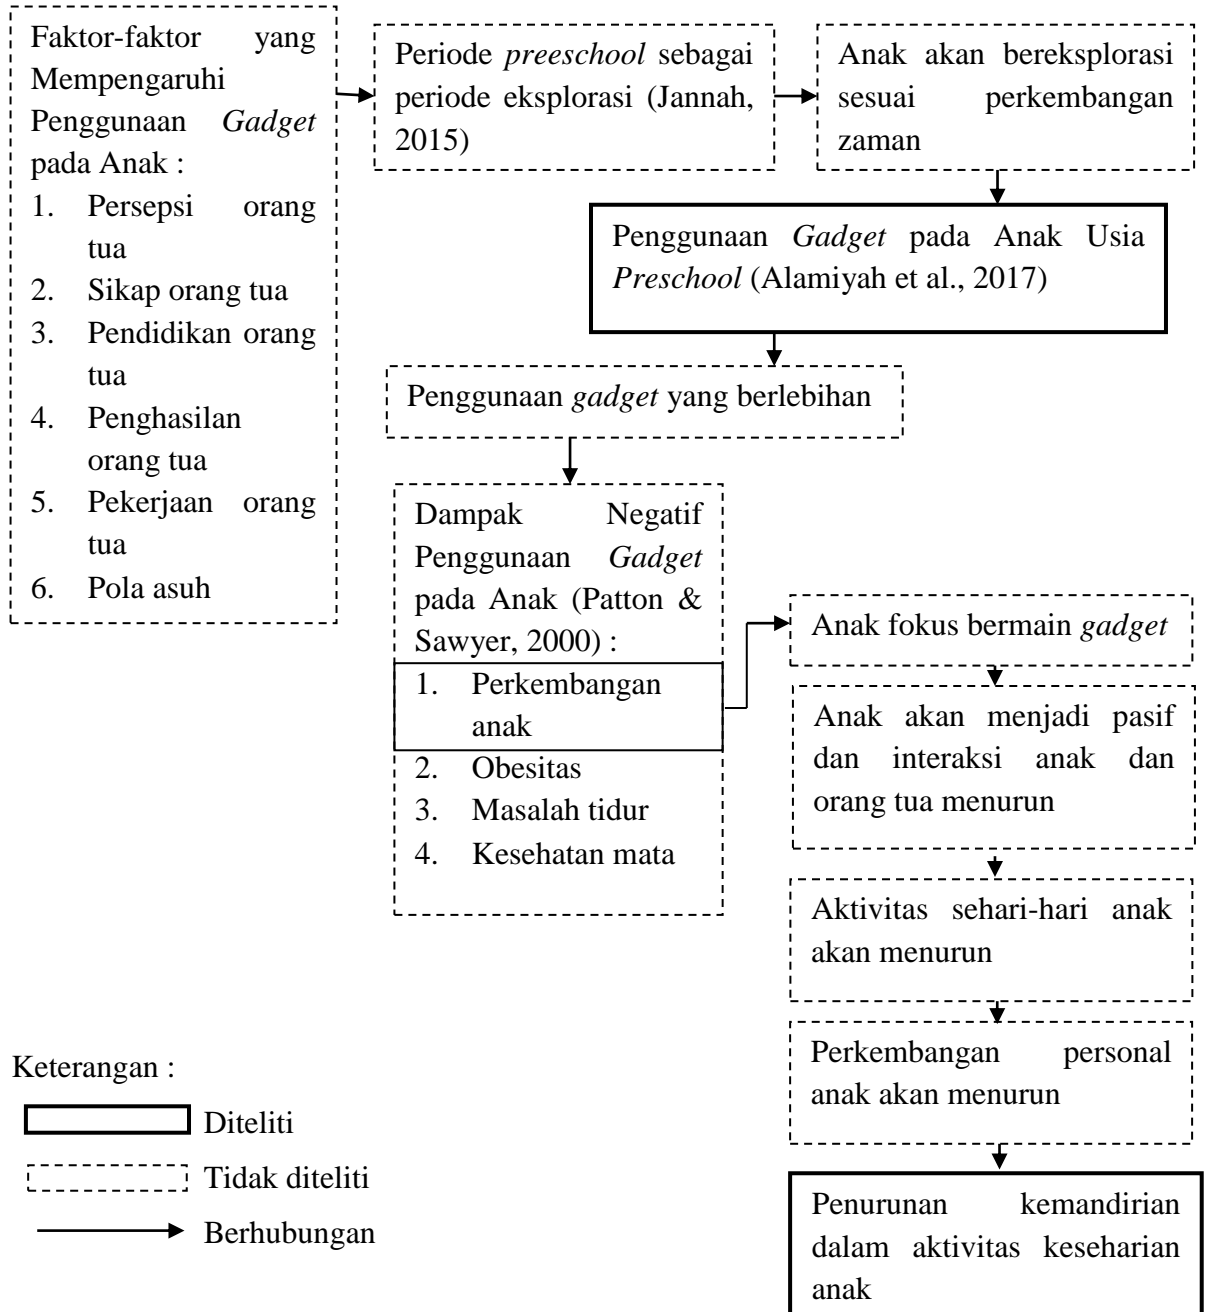 Faktor-faktor yang
Mempengaruhi
Penggunaan Gadget
pada Anak :
1. Persepsi orang
tua
2. Sikap orang tua
3. Pendidikan orang
tua
4. Penghasilan
orang tua
5. Pekerjaan orang
tua
6. Pola asuh
Periode preeschool sebagai
periode eksplorasi (Jannah,
2015)
Anak akan bereksplorasi
sesuai perkembangan
zaman
Penggunaan Gadget pada Anak Usia
Preschool (Alamiyah et al., 2017)
Penggunaan gadget yang berlebihan
Dampak Negatif
Penggunaan Gadget
pada Anak (Patton &
Sawyer, 2000) :
1. Perkembangan
anak
2. Obesitas
3. Masalah tidur
4. Kesehatan mata
Anak fokus bermain gadget
Anak akan menjadi pasif
dan interaksi anak dan
orang tua menurun
Aktivitas sehari-hari anak
akan menurun
Perkembangan personal
anak akan menurun
Penurunan kemandirian
dalam aktivitas keseharian
anak
Keterangan :
Diteliti
Tidak diteliti
Berhubungan